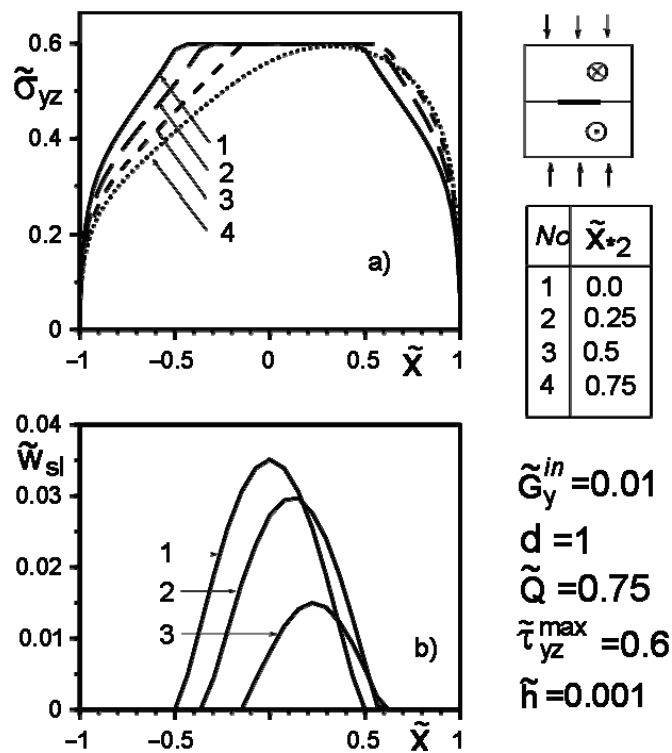 0.6
σ̃yz
0.4
0.2
0
1
2
3
4
a)
−1
−0.5
0
x̃
0.5
1
No x̃*2
1 0.0
2 0.25
3 0.5
4 0.75
0.04
w̃sl
0.03
0.02
0.01
0
1
2
3
b)
−1
−0.5
0
0.5
x̃
1
G̃y^in =0.01
d =1
Q̃ =0.75
τ̃yz^max =0.6
h̃ =0.001